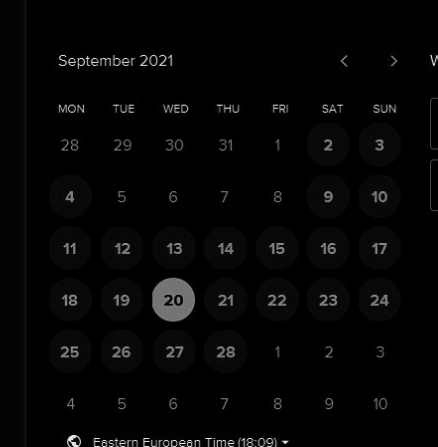 September 2021
W
MON TUE WED THU FRI SAT SUN
28 29 30 31 1 2 3
4 5 6 7 8 9 10
11 12 13 14 15 16 17
18 19 20 21 22 23 24
25 26 27 28 1 2 3
4 5 6 7 8 9 10
Eastern European Time (18:09)